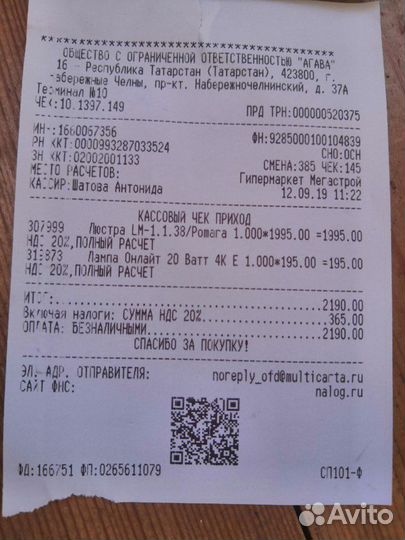 ****************************************
ОБЩЕСТВО С ОГРАНИЧЕННОЙ ОТВЕТСТВЕННОСТЬЮ "АГАВА"
16 - Республика Татарстан (Татарстан), 423800, г.
Набережные Челны, пр-кт. Набережночелнинский, д. 37А
Терминал №10
ЧЕК:10.1397.149 ПРД ТРН:000000520375
ИНН:1660067356 ФН:9285000100104839
РН ККТ:0000993287033524 СНО:ОСН
ЗН ККТ:02002001133 СМЕНА:385 ЧЕК:145
МЕСТО РАСЧЕТОВ: Гипермаркет Мегастрой
КАССИР:Шатова Антонида 12.09.19 11:22
КАССОВЫЙ ЧЕК ПРИХОД
307999 Люстра LM-1.1.38/Ромага 1.000*1995.00 =1995.00
НДС 20%,ПОЛНЫЙ РАСЧЕТ
313873 Лампа Онлайт 20 Ватт 4К Е 1.000*195.00 =195.00
НДС 20%,ПОЛНЫЙ РАСЧЕТ
ИТОГ:....................2190.00
Включая налоги: СУММА НДС 20%....................365.00
ОПЛАТА: БЕЗНАЛИЧНЫМИ....................2190.00
СПАСИБО ЗА ПОКУПКУ!
ЭЛ. АДР. ОТПРАВИТЕЛЯ: noreply_ofd@multicarta.ru
САЙТ ФНС: nalog.ru
ФД:166751 ФП:0265611079 СП101-Ф
Avito